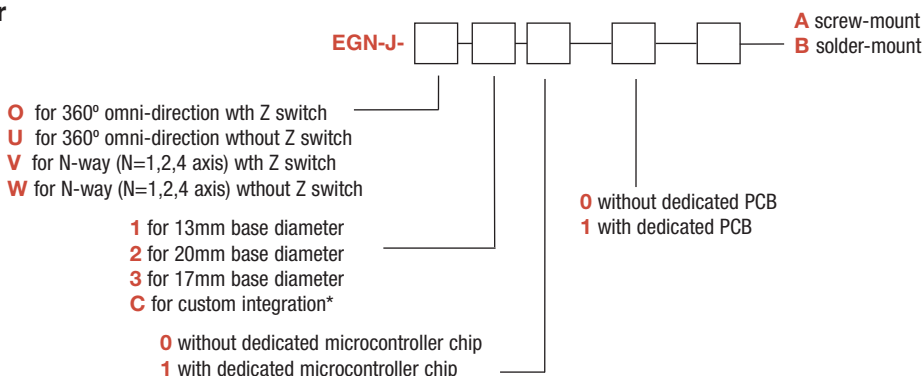 r
EGN-J-
A screw-mount
B solder-mount
O for 360º omni-direction wth Z switch
U for 360º omni-direction wthout Z switch
V for N-way (N=1,2,4 axis) wth Z switch
W for N-way (N=1,2,4 axis) wthout Z switch
0 without dedicated PCB
1 with dedicated PCB
1 for 13mm base diameter
2 for 20mm base diameter
3 for 17mm base diameter
C for custom integration*
0 without dedicated microcontroller chip
1 with dedicated microcontroller chip